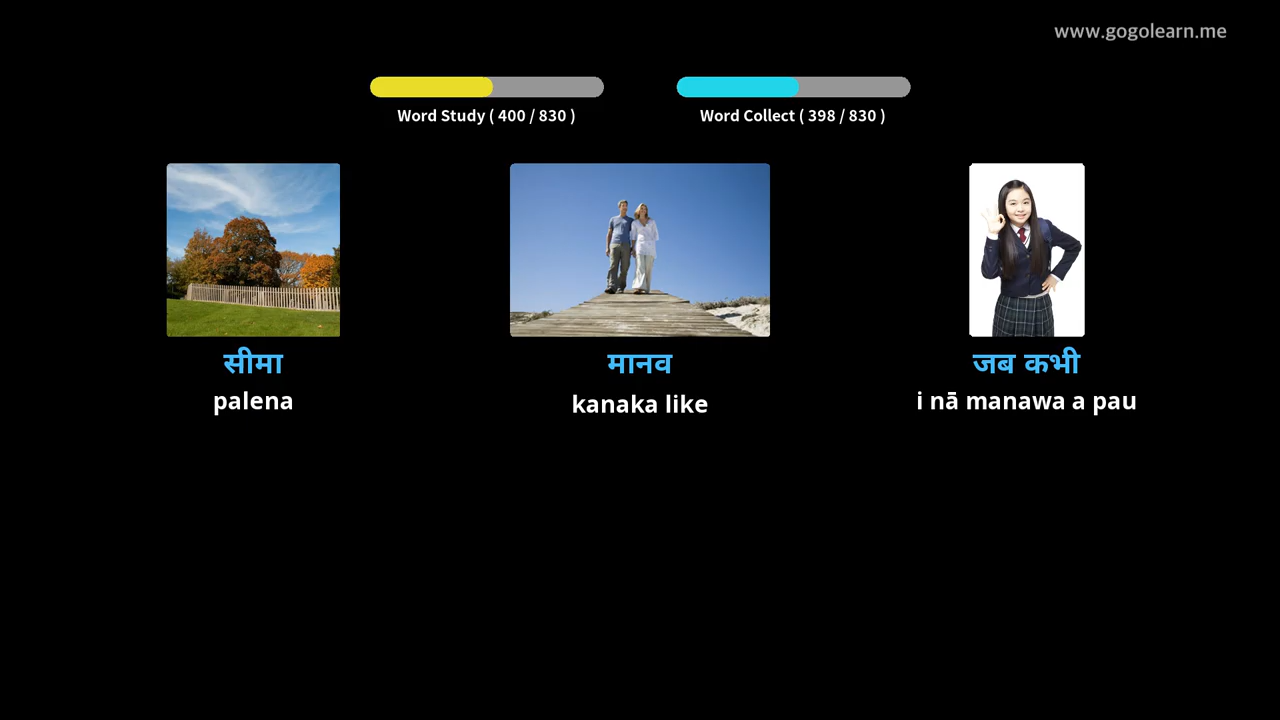 www.gogolearn.me
Word Study ( 400 / 830 )
Word Collect ( 398 / 830 )
सीमा
palena
मानव
kanaka like
जब कभी
i nā manawa a pau